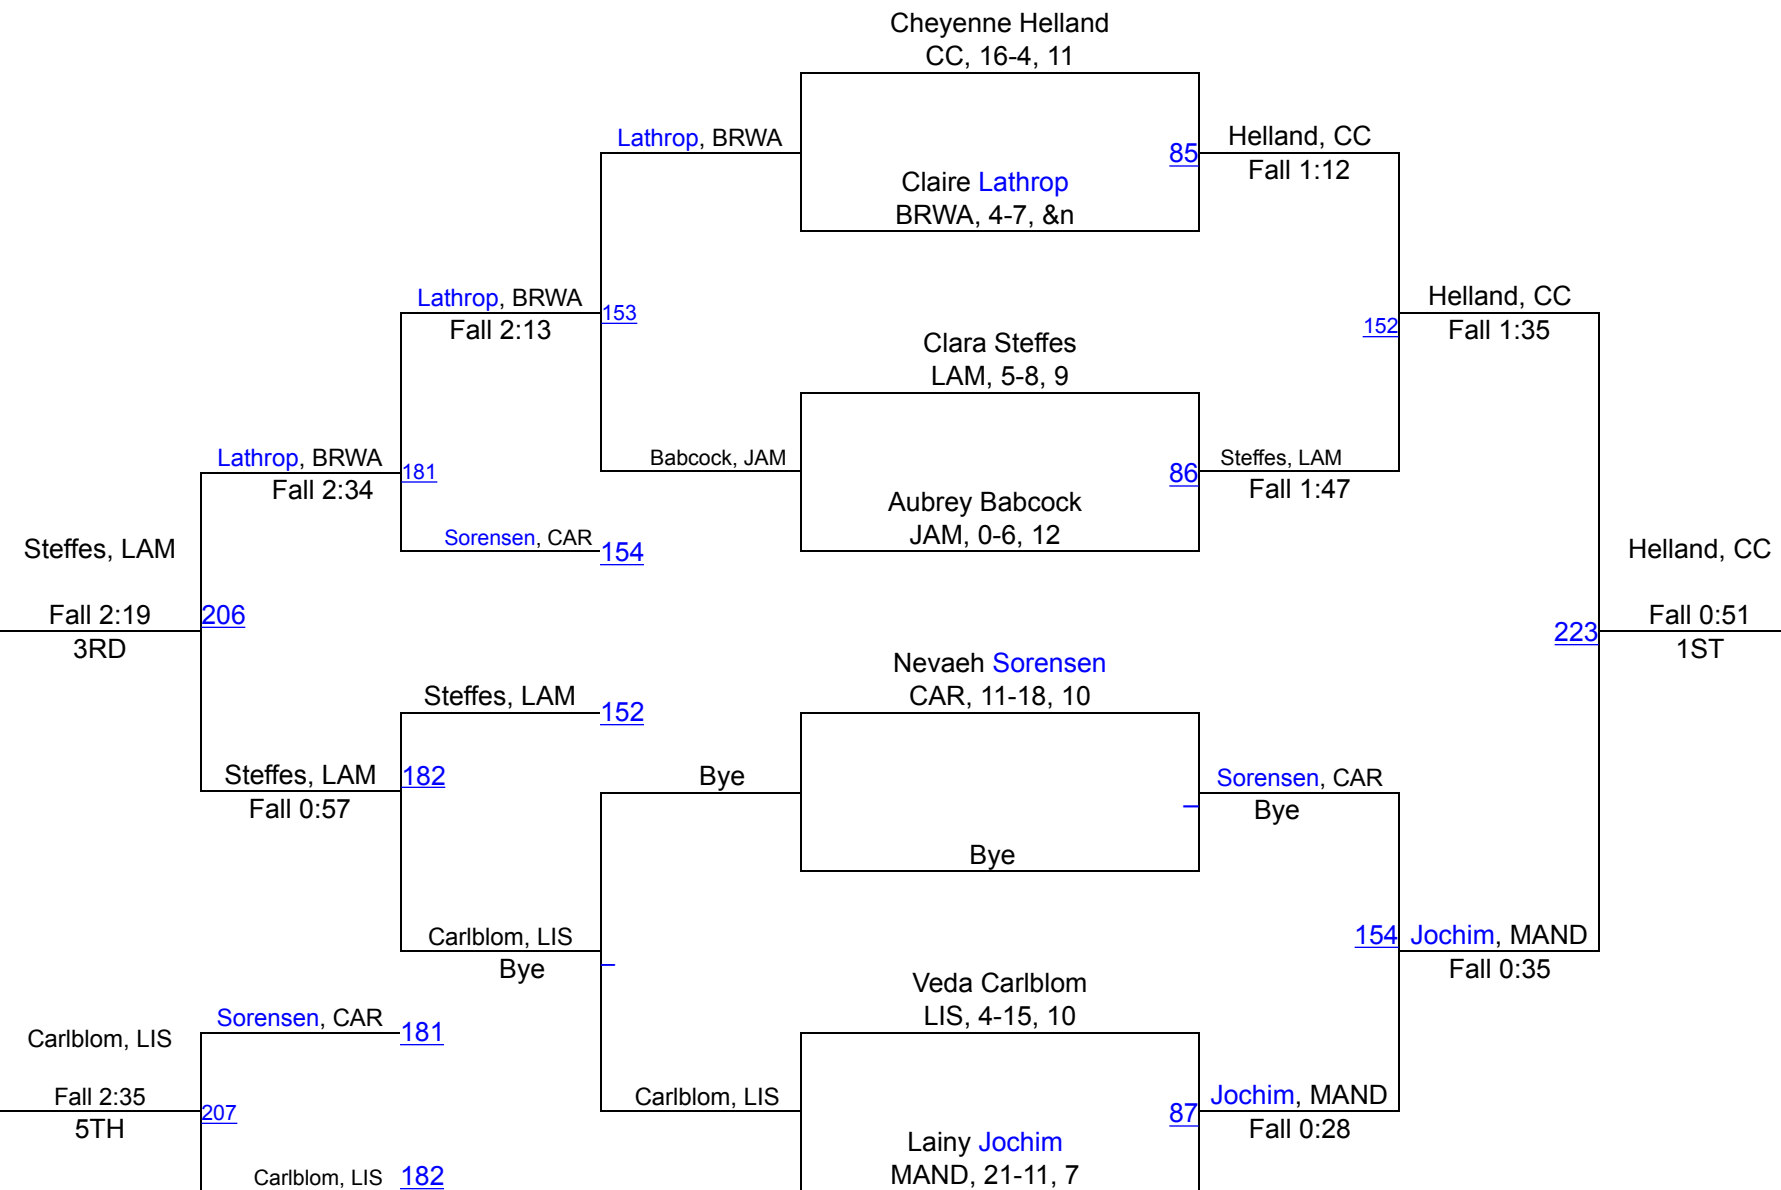 Cheyenne Helland
CC, 16-4, 11
Lathrop, BRWA
85
Helland, CC
Fall 1:12
Claire Lathrop
BRWA, 4-7, &n
Lathrop, BRWA
Fall 2:13
153
Helland, CC
Fall 1:35
152
Clara Steffes
LAM, 5-8, 9
Lathrop, BRWA
Fall 2:34
181
Babcock, JAM
86
Steffes, LAM
Fall 1:47
Aubrey Babcock
JAM, 0-6, 12
Sorensen, CAR
154
Steffes, LAM
Fall 2:19
3RD
206
Helland, CC
Fall 0:51
1ST
223
Nevaeh Sorensen
CAR, 11-18, 10
Steffes, LAM
152
Steffes, LAM
Fall 0:57
182
Bye
Sorensen, CAR
Bye
Bye
Carlblom, LIS
Bye
154
Jochim, MAND
Fall 0:35
Veda Carlblom
LIS, 4-15, 10
Sorensen, CAR
181
Carlblom, LIS
Fall 2:35
5TH
207
Carlblom, LIS
87
Jochim, MAND
Fall 0:28
Lainy Jochim
MAND, 21-11, 7
Carlblom, LIS
182